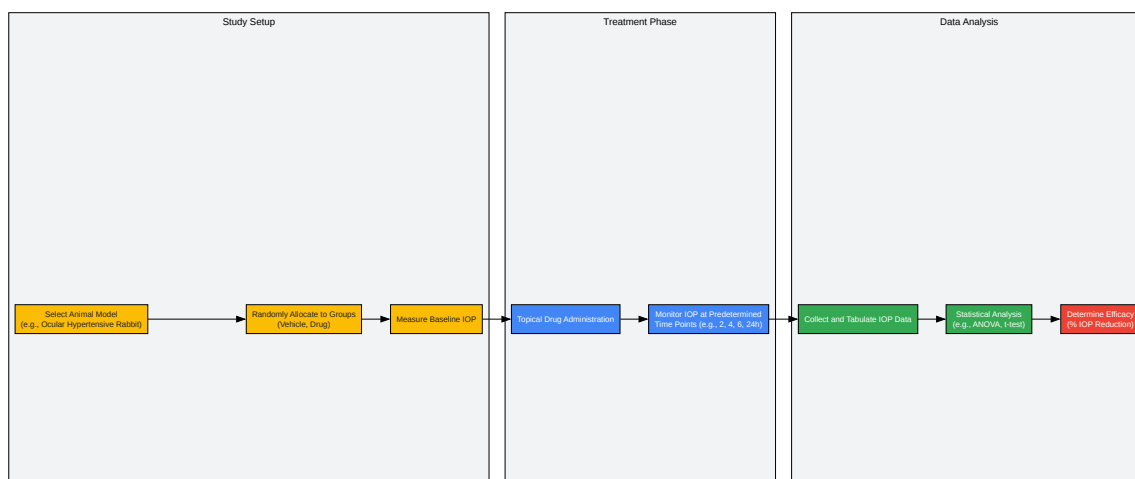 Study Setup
Treatment Phase
Data Analysis
Select Animal Model
(e.g., Ocular Hypertensive Rabbit)
Randomly Allocate to Groups
(Vehicle, Drug)
Measure Baseline IOP
Topical Drug Administration
Monitor IOP at Predetermined
Time Points (e.g., 2, 4, 6, 24h)
Collect and Tabulate IOP Data
Statistical Analysis
(e.g., ANOVA, t-test)
Determine Efficacy
(% IOP Reduction)